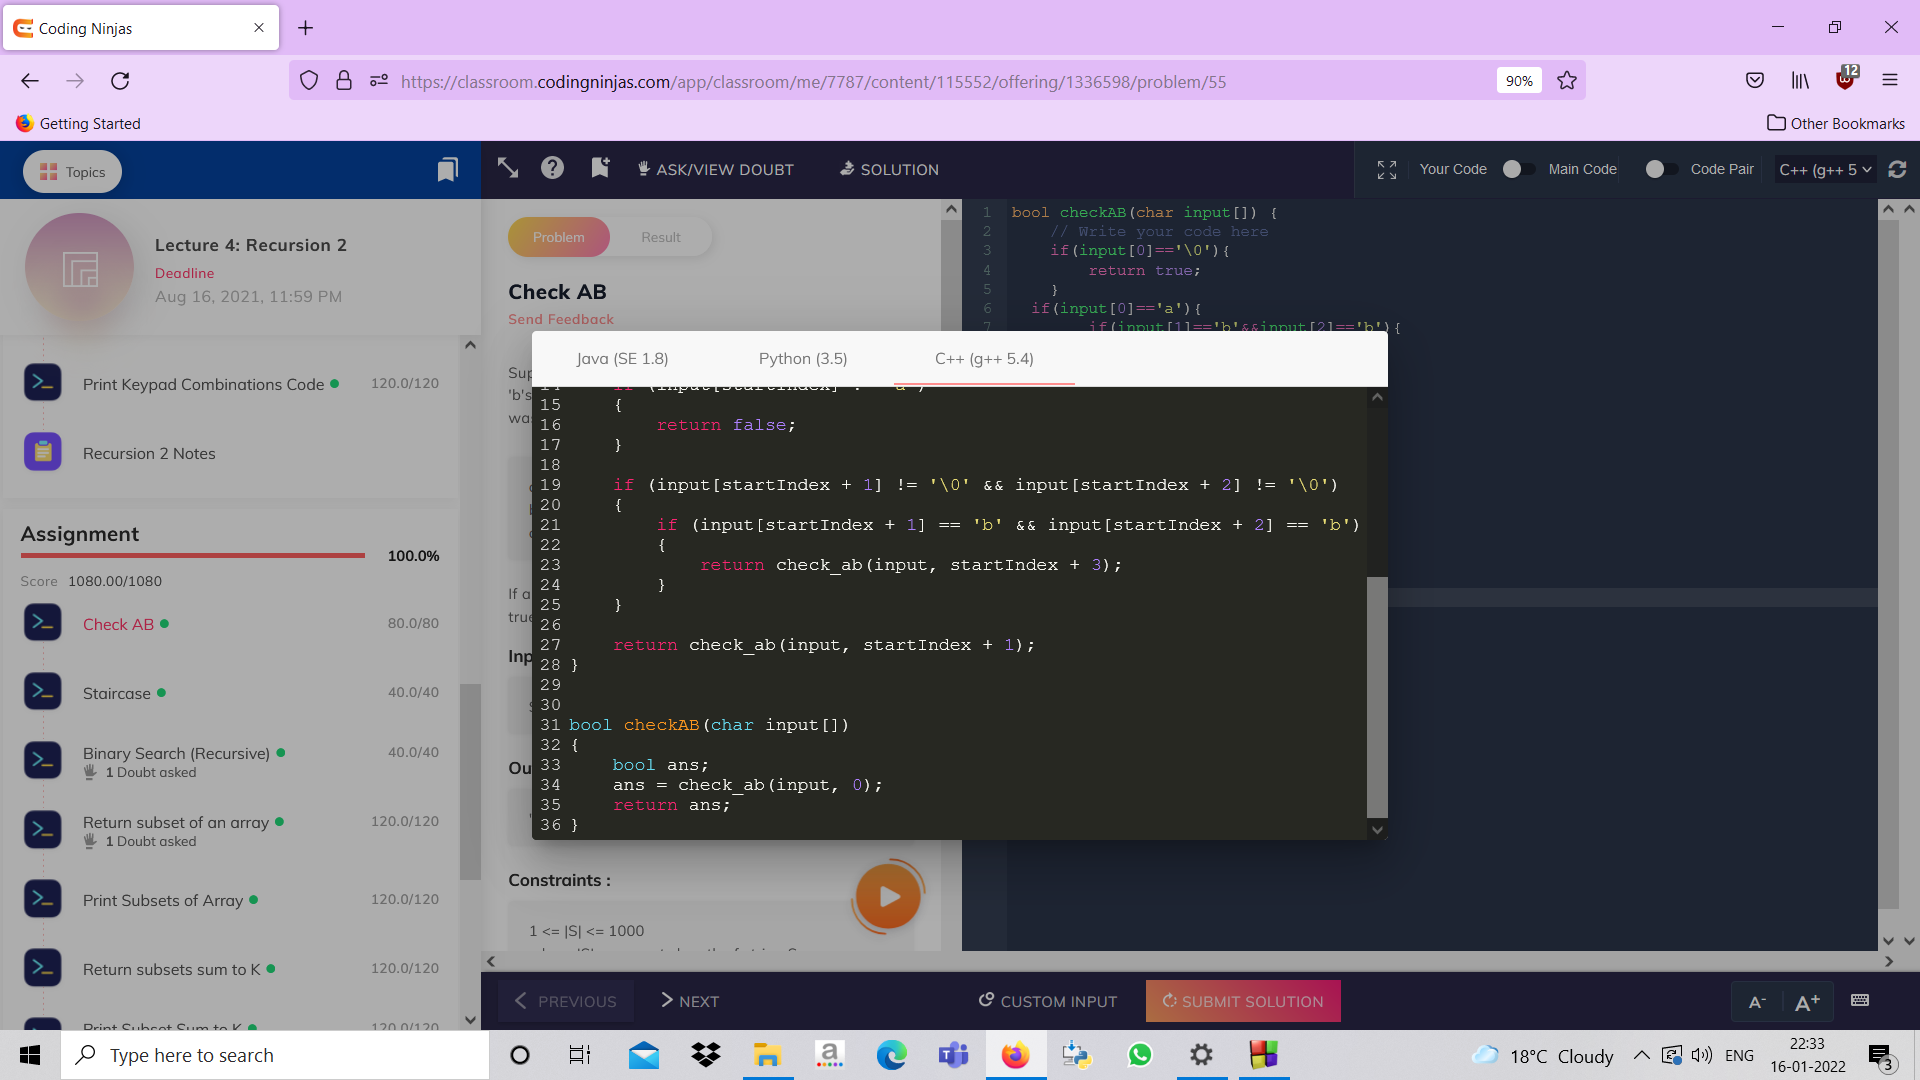 Coding Ninjas
https://classroom.codingninjas.com/app/classroom/me/7787/content/115552/offering/1336598/problem/55
90%
12
Getting Started
Other Bookmarks
Topics
ASK/VIEW DOUBT
SOLUTION
Your Code
Main Code
Code Pair
C++ (g++ 5
Lecture 4: Recursion 2
Deadline
Aug 16, 2021, 11:59 PM
Print Keypad Combinations Code
120.0/120
Recursion 2 Notes
Assignment
100.0%
Score 1080.00/1080
Check AB
80.0/80
Staircase
40.0/40
Binary Search (Recursive)
40.0/40
1 Doubt asked
Return subset of an array
120.0/120
1 Doubt asked
Print Subsets of Array
120.0/120
Return subsets sum to K
120.0/120
Print Subset Sum to K
120.0/120
Problem
Result
Check AB
Send Feedback
Sup
'b's
wa
If a
true
Inp
Ou
Constraints :
1 <= |S| <= 1000
1 bool checkAB(char input[]) {
2 // Write your code here
3 if(input[0]=='\0'){
4 return true;
5 }
6 if(input[0]=='a'){
7 if(input[1]=='b'&&input[2]=='b'){
Java (SE 1.8)
Python (3.5)
C++ (g++ 5.4)
14 if (input[startIndex] != 'a')
15 {
16 return false;
17 }
18
19 if (input[startIndex + 1] != '\0' && input[startIndex + 2] != '\0')
20 {
21 if (input[startIndex + 1] == 'b' && input[startIndex + 2] == 'b')
22 {
23 return check_ab(input, startIndex + 3);
24 }
25 }
26
27 return check_ab(input, startIndex + 1);
28 }
29
30
31 bool checkAB(char input[])
32 {
33 bool ans;
34 ans = check_ab(input, 0);
35 return ans;
36 }
PREVIOUS
NEXT
CUSTOM INPUT
SUBMIT SOLUTION
A-
A+
Type here to search
18°C Cloudy
ENG
22:33
16-01-2022
3